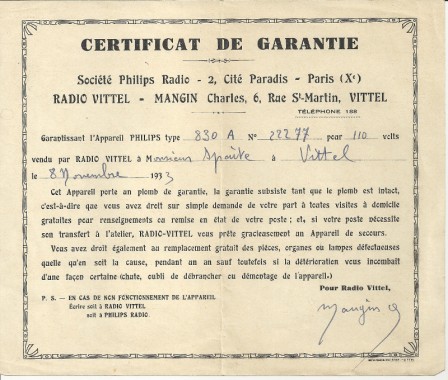 CERTIFICAT DE GARANTIE
Société Philips Radio - 2, Cité Paradis - Paris (Xᵉ)
RADIO VITTEL - MANGIN Charles, 6, Rue Sᵗ-Martin, VITTEL
TÉLÉPHONE 188
Garantissant l'Appareil PHILIPS type 830 A Nº 22277 pour 110 volts
vendu par RADIO VITTEL à Monsieur à Vittel
le 8 Novembre 1933
Cet Appareil porte un plomb de garantie, la garantie subsiste tant que le plomb est intact,
c'est-à-dire que vous avez droit sur simple demande de votre part à toutes visites à domicile
gratuites pour renseignements ou remise en état de votre poste; et, si votre poste nécessite
son transfert à l'atelier, RADIO-VITTEL vous prête gracieusement un Appareil de secours.
Vous avez droit également au remplacement gratuit des pièces, organes ou lampes défectueuses
quelle qu'en soit la cause, pendant un an sauf toutefois si la détérioration vous incombait
d'une façon certaine (chute, oubli de débrancher ou démontage de l'appareil.)
Pour Radio Vittel,
P. S. — EN CAS DE NON FONCTIONNEMENT DE L'APPAREIL
Écrire soit à RADIO VITTEL
soit à PHILIPS RADIO.
Mangin